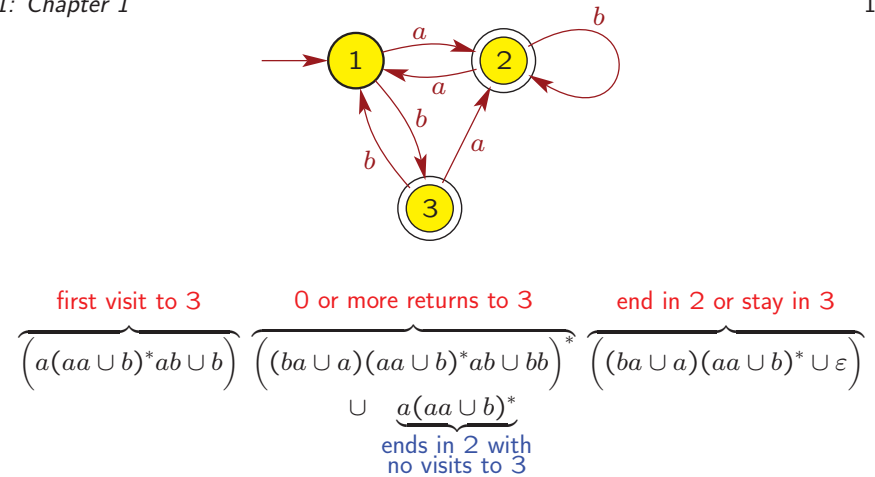 1: Chapter 1 1
a b
1 2
a
b
b a
3
first visit to 3 0 or more returns to 3 end in 2 or stay in 3
(a(aa ∪ b)*ab ∪ b) ((ba ∪ a)(aa ∪ b)*ab ∪ bb)* ((ba ∪ a)(aa ∪ b)* ∪ ε)
∪ a(aa ∪ b)*
ends in 2 with
no visits to 3